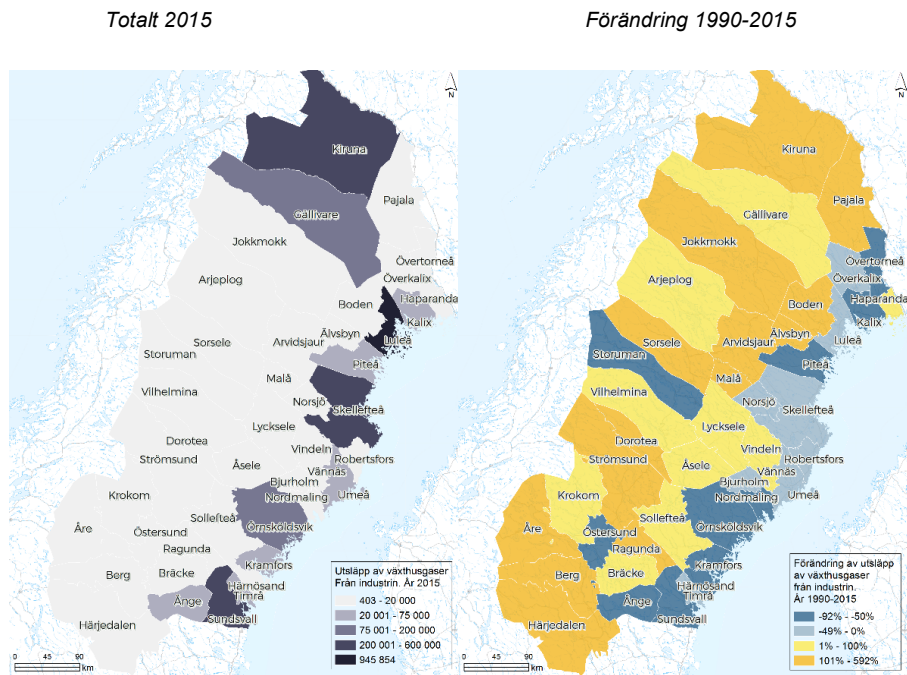 Totalt 2015
Förändring 1990-2015
N
Kiruna
Pajala
Gällivare
Jokkmokk
Övertorneå
Arjeplog
Överkalix
Haparanda
Boden
Kalix
Älvsbyn
Luleå
Sorsele
Arvidsjaur
Storuman
Piteå
Malå
Vilhelmina
Norsjö
Skellefteå
Lycksele
Dorotea
Vindeln
Strömsund
Åsele
Robertsfors
Vännäs
Bjurholm
Krokom
Nordmaling
Umeå
Sollefteå
Åre
Östersund
Örnsköldsvik
Ragunda
Kramfors
Berg
Bräcke
Härnösand
Timrå
Ånge
Sundsvall
Härjedalen
0
90
km
Utsläpp av växthusgaser
Från industrin. År 2015
403 - 20 000
20 001 - 75 000
75 001 - 200 000
200 001 - 600 000
945 854
N
Kiruna
Pajala
Gällivare
Jokkmokk
Övertorneå
Arjeplog
Överkalix
Haparanda
Boden
Kalix
Älvsbyn
Luleå
Sorsele
Arvidsjaur
Storuman
Piteå
Malå
Vilhelmina
Norsjö
Skellefteå
Lycksele
Dorotea
Vindeln
Strömsund
Åsele
Robertsfors
Vännäs
Bjurholm
Krokom
Nordmaling
Umeå
Sollefteå
Åre
Östersund
Örnsköldsvik
Ragunda
Kramfors
Berg
Bräcke
Härnösand
Timrå
Ånge
Sundsvall
Härjedalen
0
90
km
Förändring av utsläpp
av växthusgaser
från industrin.
År 1990-2015
-92% - -50%
-49% - 0%
1% - 100%
101% - 592%